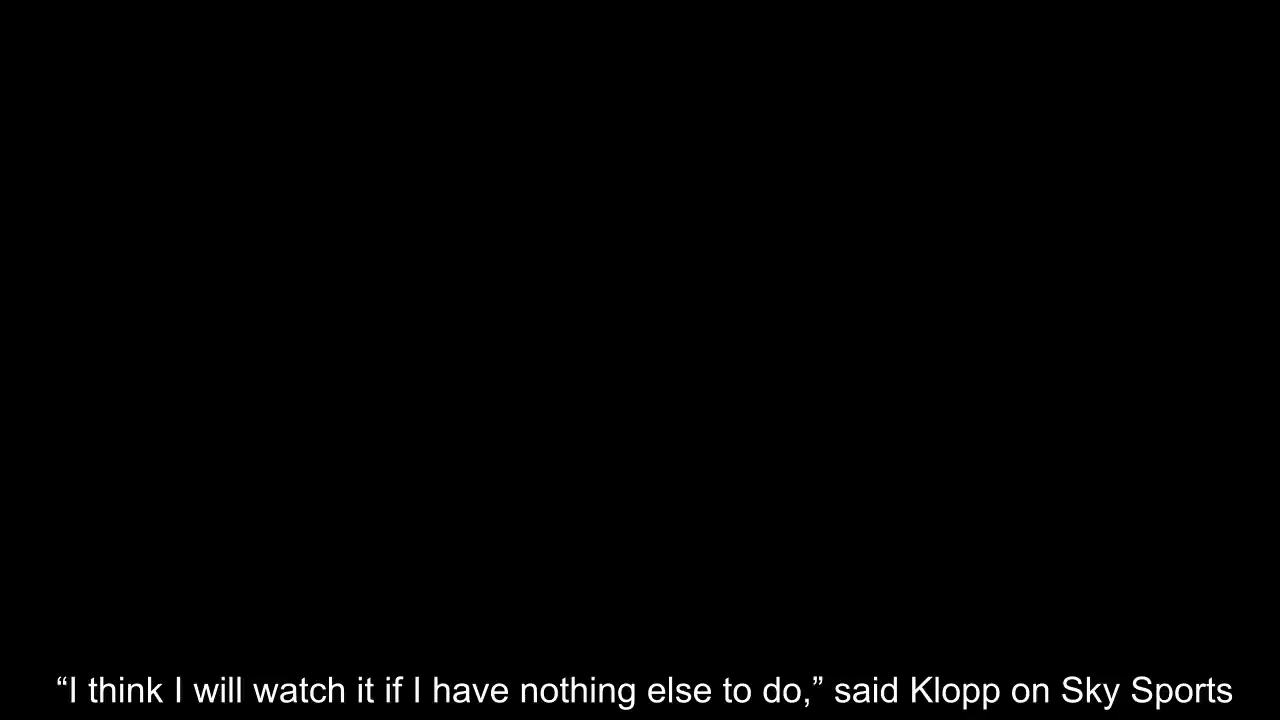 “I think I will watch it if I have nothing else to do,” said Klopp on Sky Sports